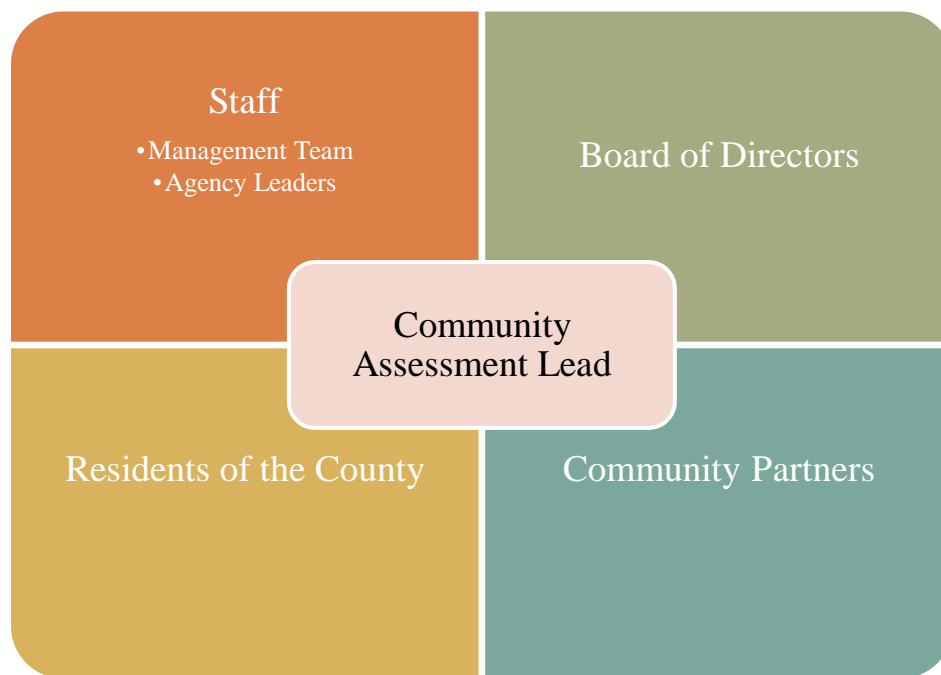 Staff
•Management Team
•Agency Leaders
Board of Directors
Community
Assessment Lead
Residents of the County
Community Partners